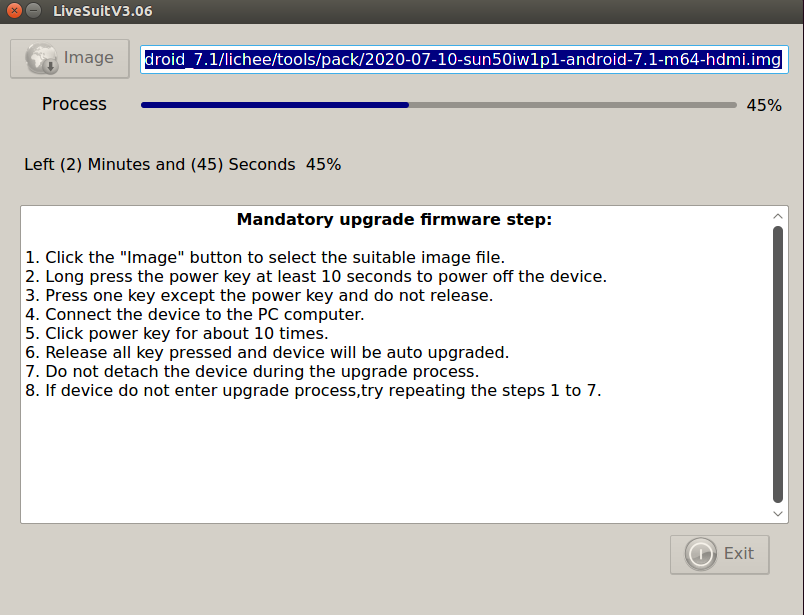 LiveSuitV3.06
Image
droid_7.1/lichee/tools/pack/2020-07-10-sun50iw1p1-android-7.1-m64-hdmi.img
Process
45%
Left (2) Minutes and (45) Seconds  45%
Mandatory upgrade firmware step:
1. Click the "Image" button to select the suitable image file.
2. Long press the power key at least 10 seconds to power off the device.
3. Press one key except the power key and do not release.
4. Connect the device to the PC computer.
5. Click power key for about 10 times.
6. Release all key pressed and device will be auto upgraded.
7. Do not detach the device during the upgrade process.
8. If device do not enter upgrade process,try repeating the steps 1 to 7.
Exit